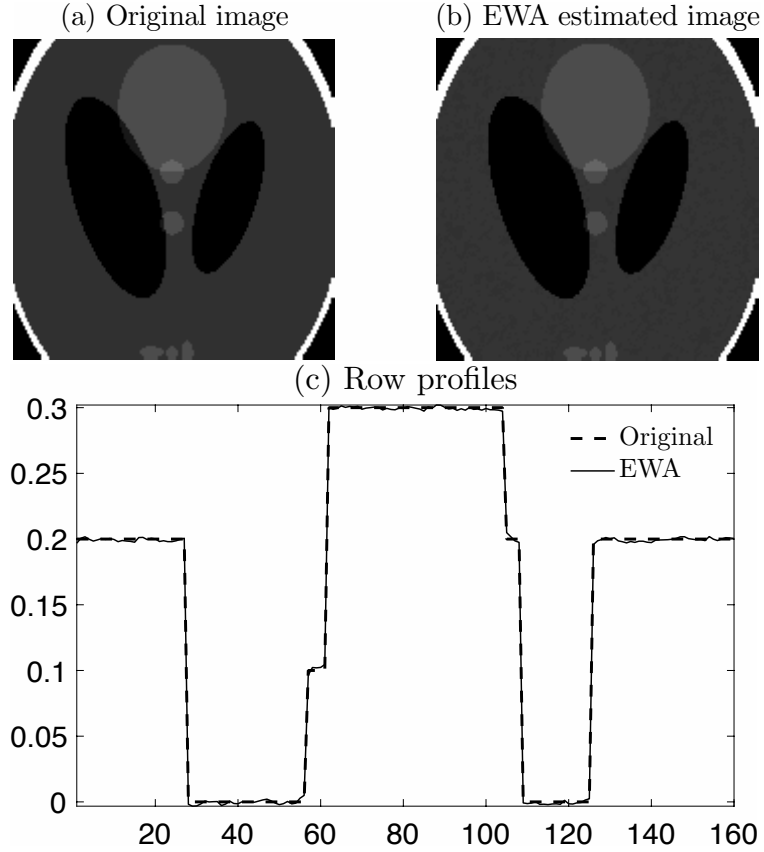 (a) Original image
(b) EWA estimated image
(c) Row profiles
0.3
0.25
0.2
0.15
0.1
0.05
0
Original
EWA
20 40 60 80 100 120 140 160